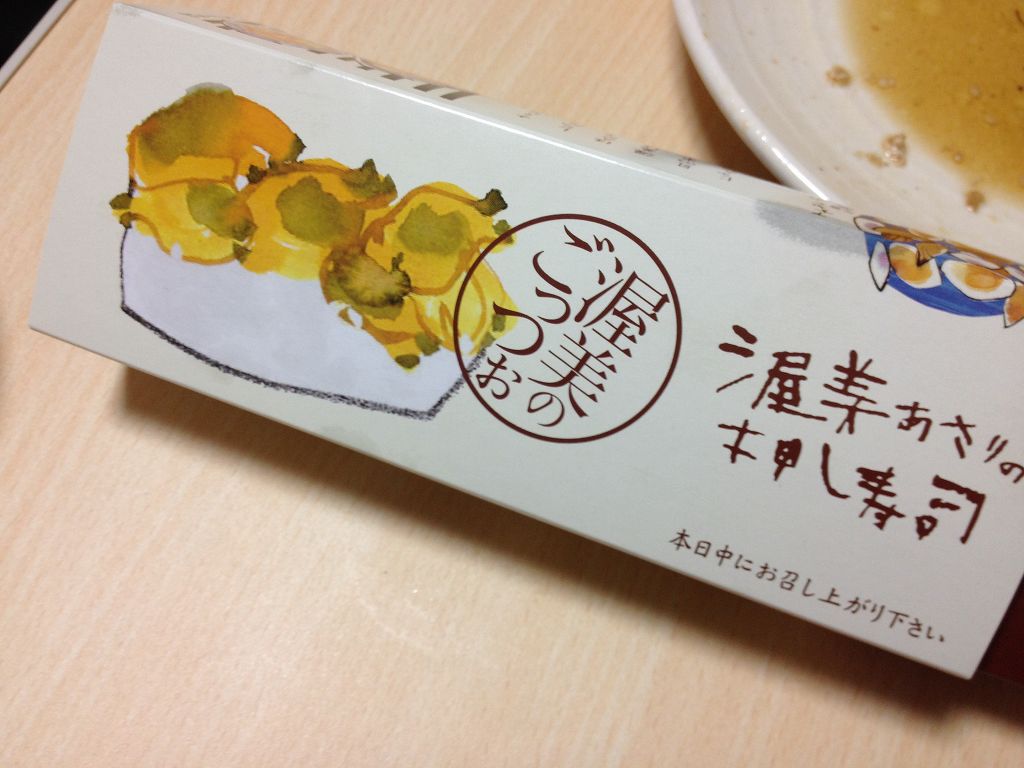 渥美の
ごっつぉ
渥美あさりの
押し寿司
本日中にお召し上がり下さい